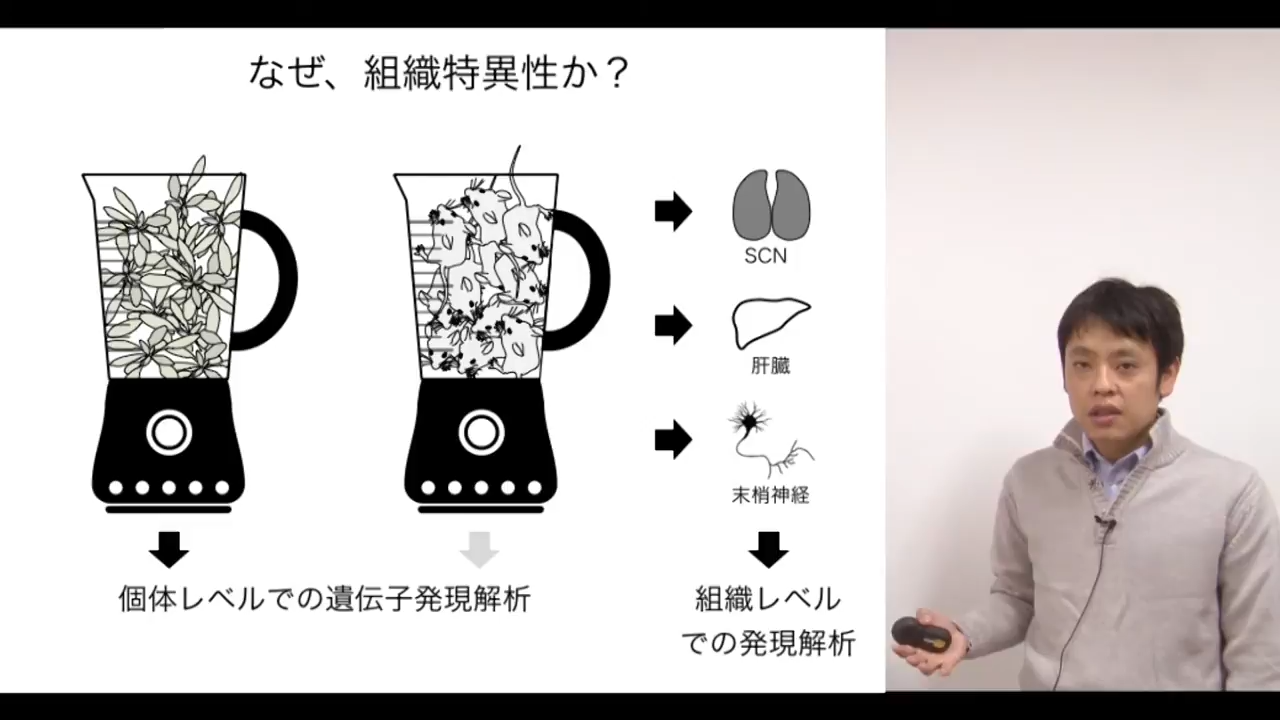 なぜ、組織特異性か？
SCN
肝臓
末梢神経
個体レベルでの遺伝子発現解析
組織レベル
での発現解析